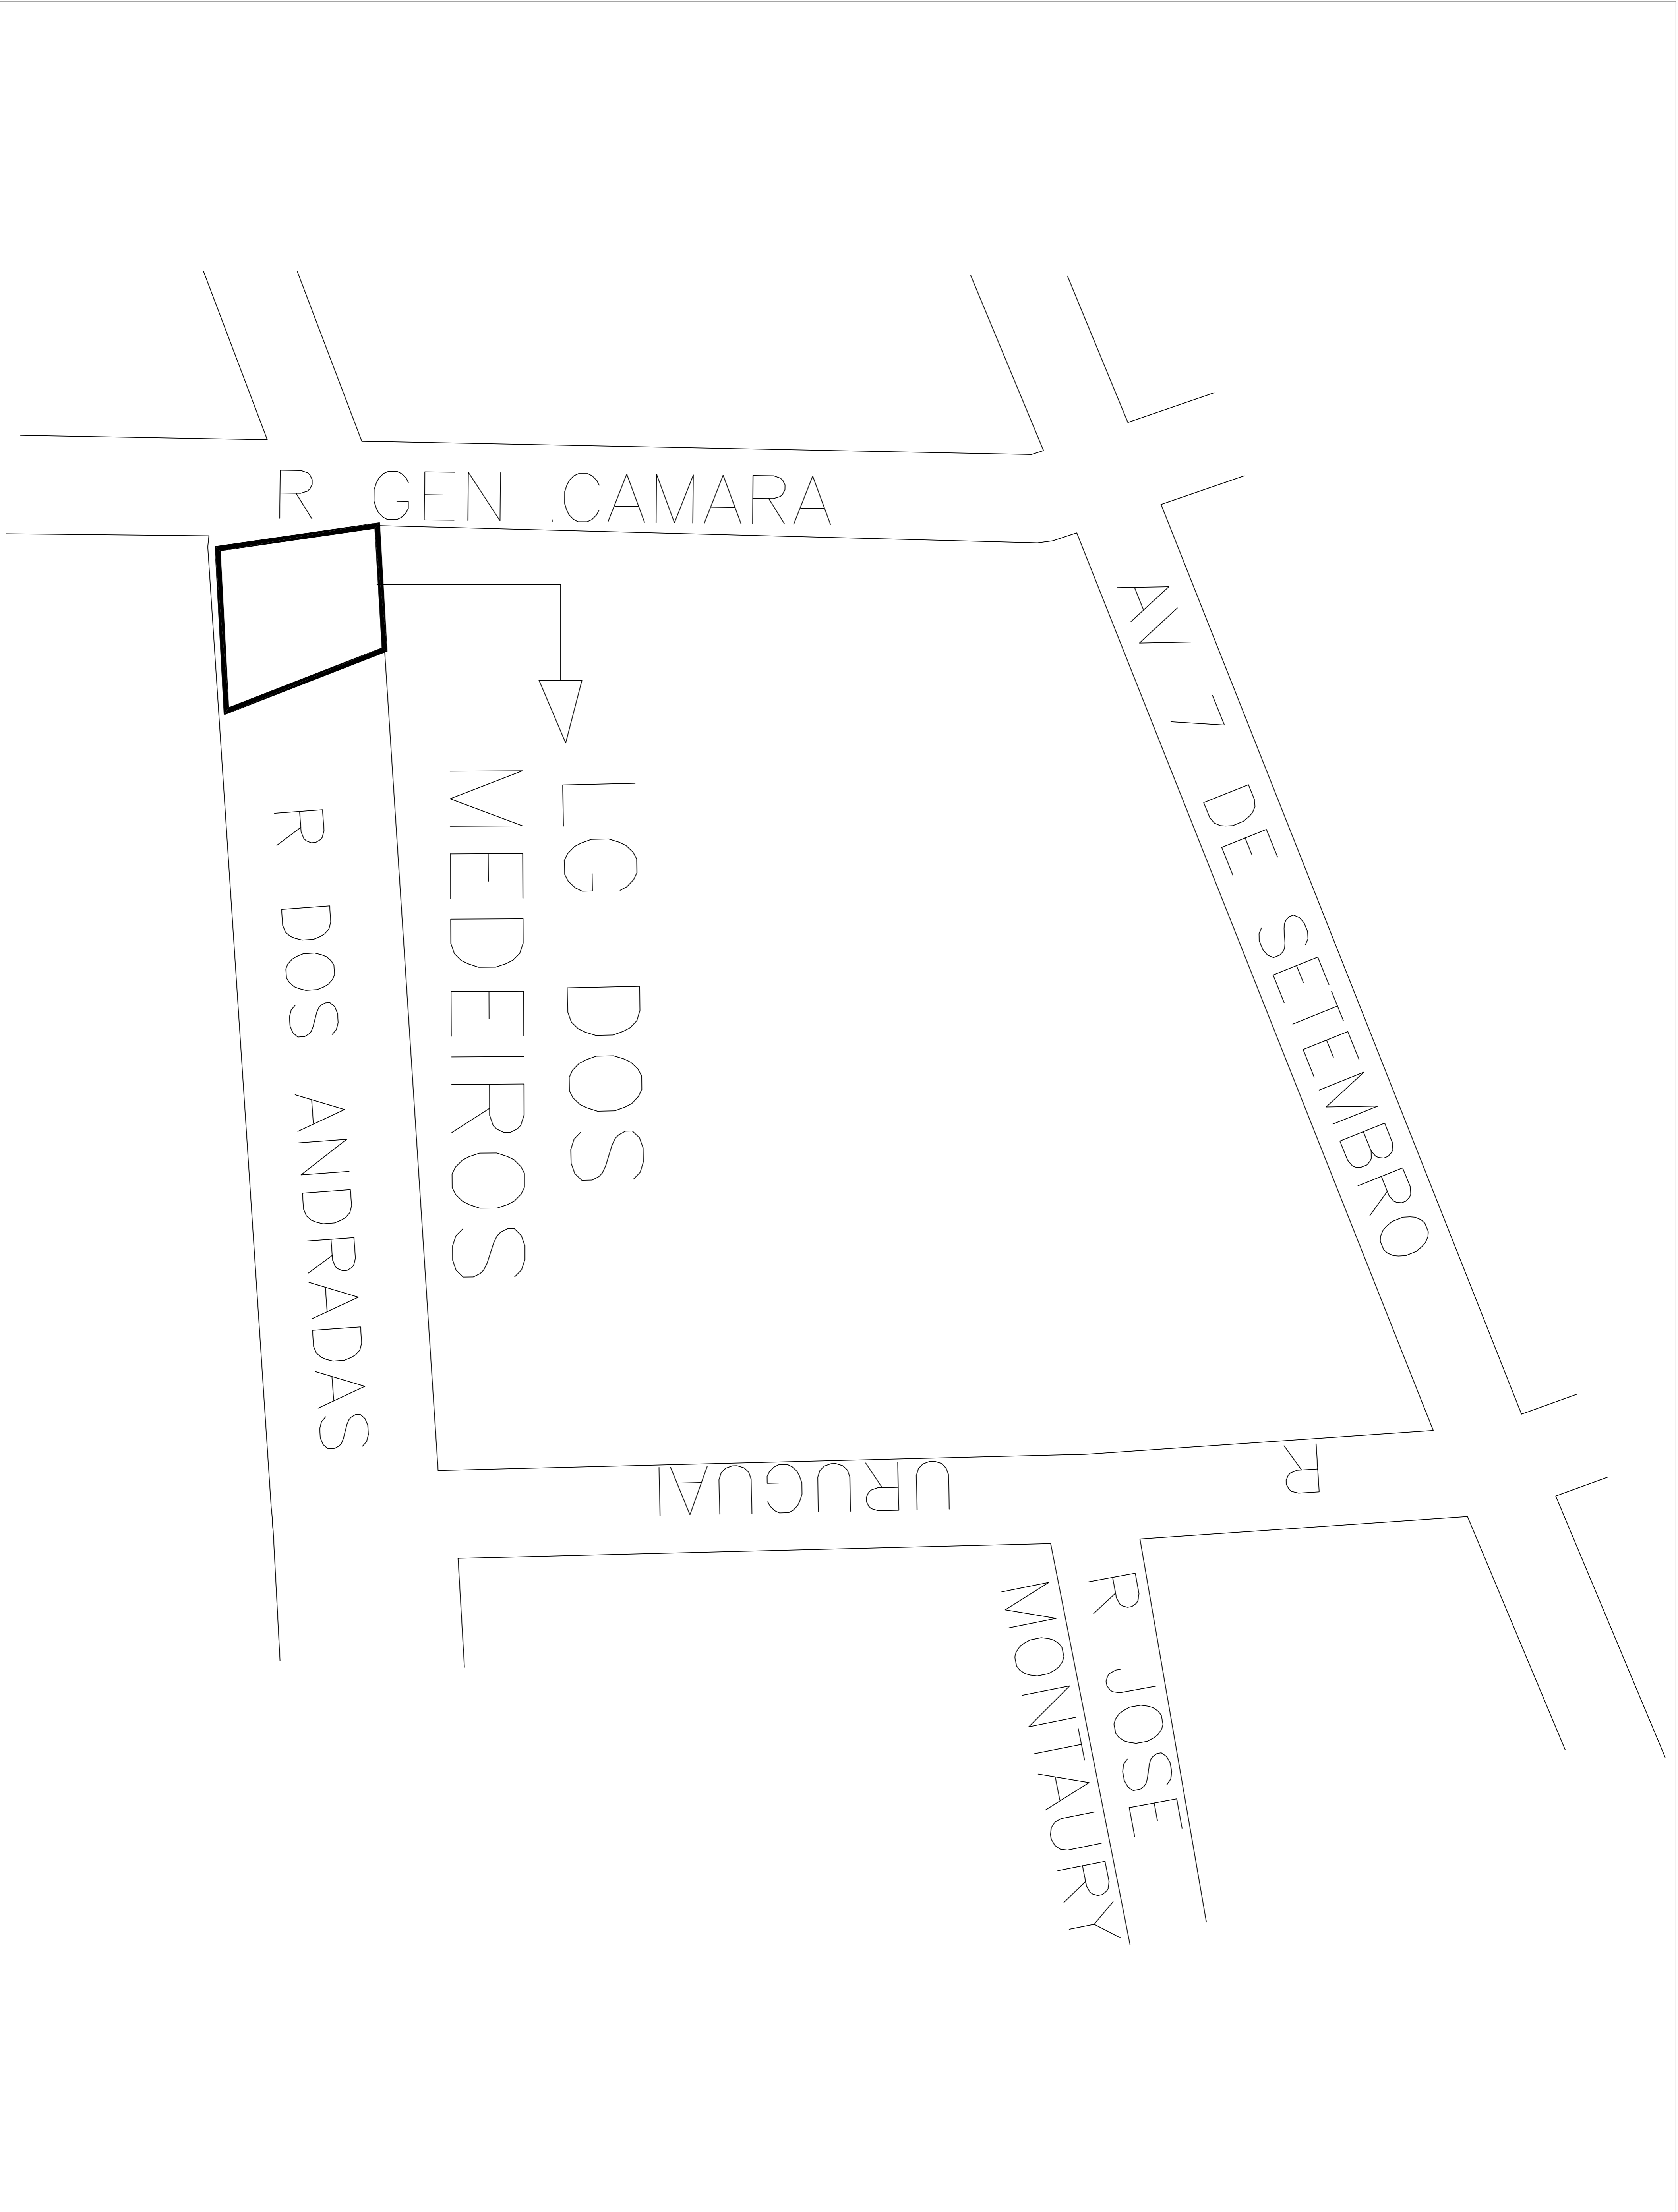 R GEN .CAMARA
AV 7 DE SETEMBRO
LG DOS
MEDEIROS
R DOS ANDRADAS
R URUGUAI
R JOSE
MONTAURY